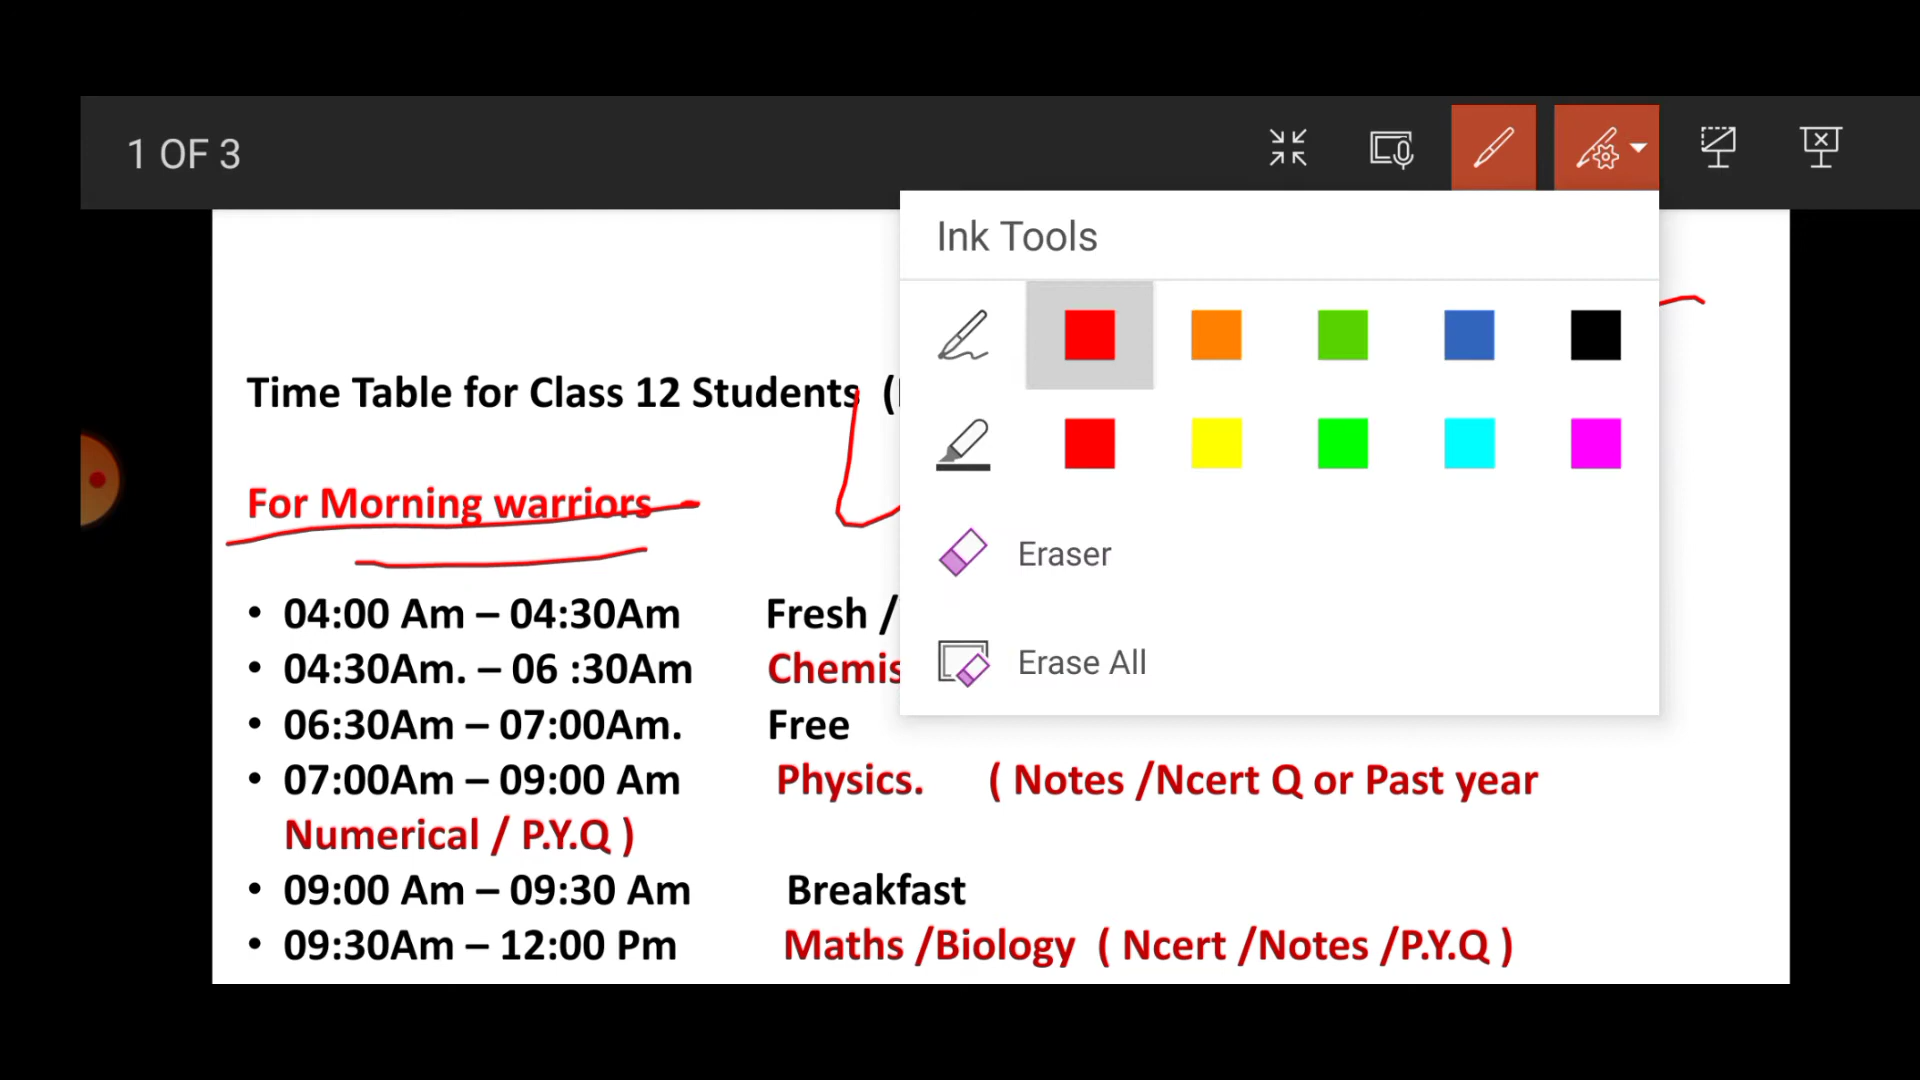 1 OF 3
Ink Tools
Time Table for Class 12 Students (
For Morning warriors
Eraser
• 04:00 Am – 04:30Am Fresh /
Erase All
• 04:30Am. – 06 :30Am Chemis
• 06:30Am – 07:00Am. Free
• 07:00Am – 09:00 Am Physics. ( Notes /Ncert Q or Past year
Numerical / P.Y.Q )
• 09:00 Am – 09:30 Am Breakfast
• 09:30Am – 12:00 Pm Maths /Biology ( Ncert /Notes /P.Y.Q )